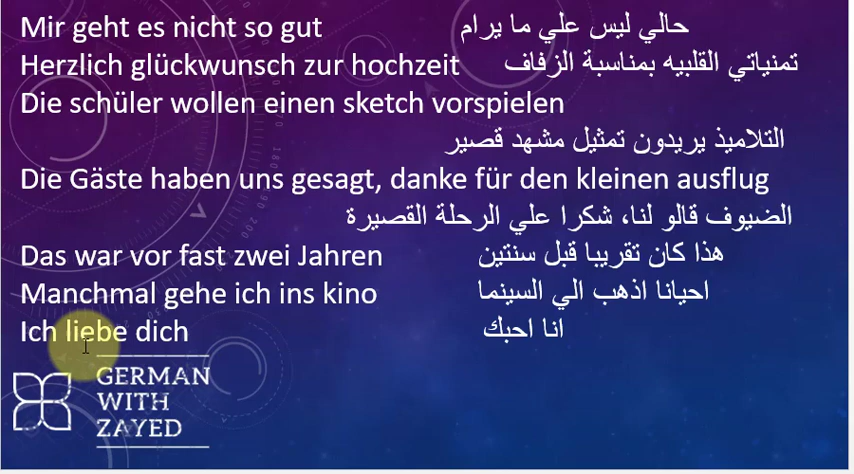 Mir geht es nicht so gut حالي ليس علي ما يرام
Herzlich glückwunsch zur hochzeit تمنياتي القلبيه بمناسبة الزفاف
Die schüler wollen einen sketch vorspielen
التلاميذ يريدون تمثيل مشهد قصير
Die Gäste haben uns gesagt, danke für den kleinen ausflug
الضيوف قالو لنا، شكرا علي الرحلة القصيرة
Das war vor fast zwei Jahren هذا كان تقريبا قبل سنتين
Manchmal gehe ich ins kino احيانا اذهب الي السينما
Ich liebe dich انا احبك
GERMAN
WITH
ZAYED